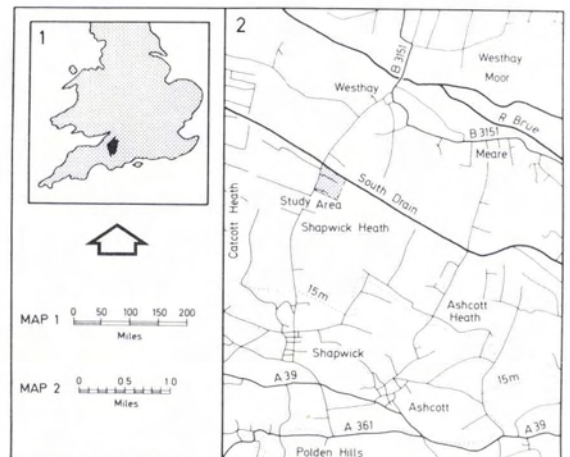 1
MAP 1
0 50 100 150 200
Miles
MAP 2
0 0·5 1·0
Miles
2
B 3151
Westhay
Moor
Westhay
R Brue
B 3151
Meare
South Drain
Study Area
Catcott Heath
Shapwick Heath
15m
Ashcott
Heath
Shapwick
15m
A 39
Ashcott
A 361
A 39
Polden Hills